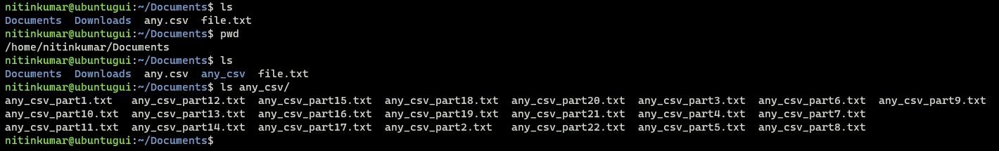 nitinkumar@ubuntugui:~/Documents$ ls
Documents  Downloads  any.csv  file.txt
nitinkumar@ubuntugui:~/Documents$ pwd
/home/nitinkumar/Documents
nitinkumar@ubuntugui:~/Documents$ ls
Documents  Downloads  any.csv  any_csv  file.txt
nitinkumar@ubuntugui:~/Documents$ ls any_csv/
any_csv_part1.txt   any_csv_part12.txt  any_csv_part15.txt  any_csv_part18.txt  any_csv_part20.txt  any_csv_part3.txt  any_csv_part6.txt  any_csv_part9.txt
any_csv_part10.txt  any_csv_part13.txt  any_csv_part16.txt  any_csv_part19.txt  any_csv_part21.txt  any_csv_part4.txt  any_csv_part7.txt
any_csv_part11.txt  any_csv_part14.txt  any_csv_part17.txt  any_csv_part2.txt   any_csv_part22.txt  any_csv_part5.txt  any_csv_part8.txt
nitinkumar@ubuntugui:~/Documents$